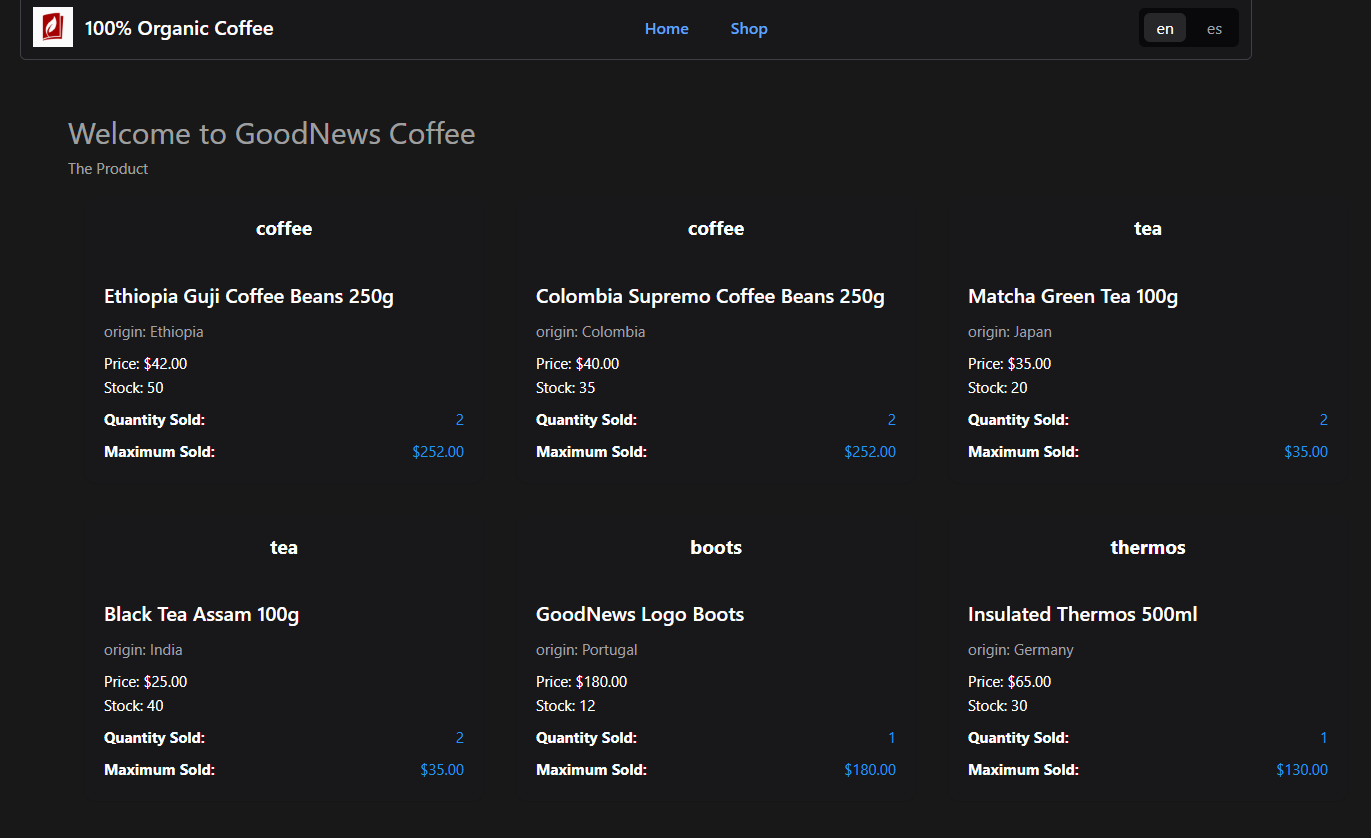 100% Organic Coffee Home Shop en es
Welcome to GoodNews Coffee
The Product
coffee
Ethiopia Guji Coffee Beans 250g
origin: Ethiopia
Price: $42.00
Stock: 50
Quantity Sold: 2
Maximum Sold: $252.00
coffee
Colombia Supremo Coffee Beans 250g
origin: Colombia
Price: $40.00
Stock: 35
Quantity Sold: 2
Maximum Sold: $252.00
tea
Matcha Green Tea 100g
origin: Japan
Price: $35.00
Stock: 20
Quantity Sold: 2
Maximum Sold: $35.00
tea
Black Tea Assam 100g
origin: India
Price: $25.00
Stock: 40
Quantity Sold: 2
Maximum Sold: $35.00
boots
GoodNews Logo Boots
origin: Portugal
Price: $180.00
Stock: 12
Quantity Sold: 1
Maximum Sold: $180.00
thermos
Insulated Thermos 500ml
origin: Germany
Price: $65.00
Stock: 30
Quantity Sold: 1
Maximum Sold: $130.00